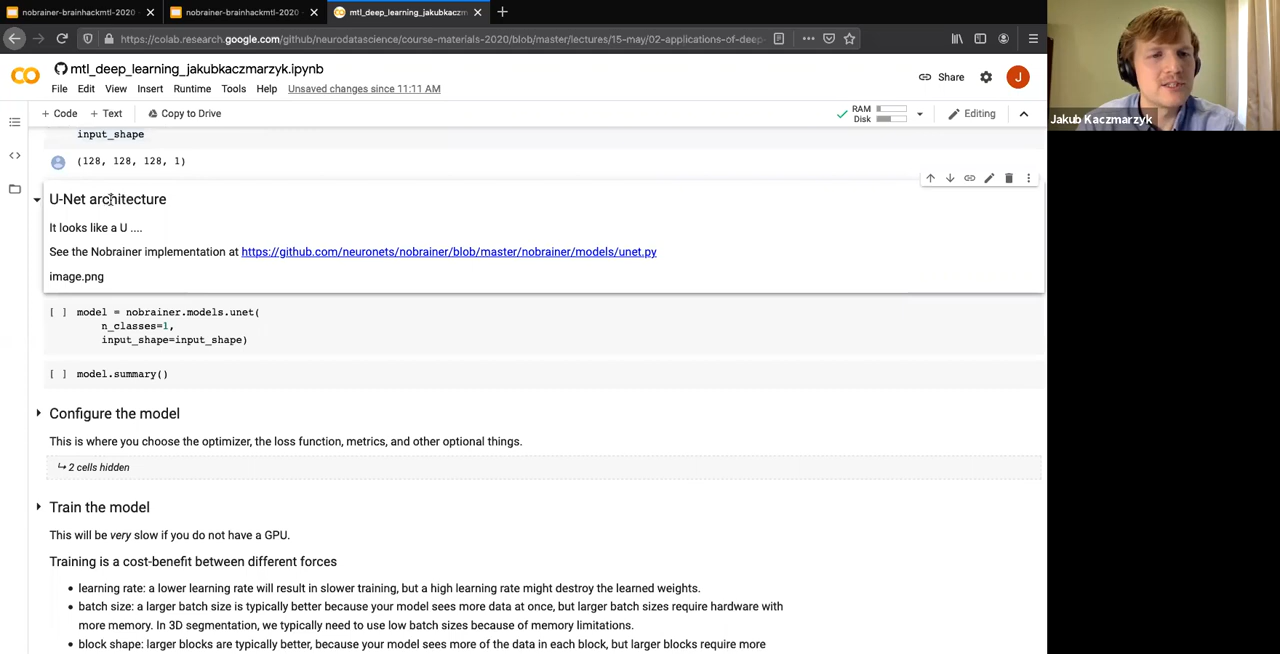 nobrainer-brainhackmtl-2020
nobrainer-brainhackmtl-2020
mtl_deep_learning_jakubkaczm
https://colab.research.google.com/github/neurodatascience/course-materials-2020/blob/master/lectures/15-may/02-applications-of-deep-
mtl_deep_learning_jakubkaczmarzyk.ipynb
Share
J
File Edit View Insert Runtime Tools Help Unsaved changes since 11:11 AM
+ Code + Text Copy to Drive
RAM
Disk
Editing
Jakub Kaczmarzyk
input_shape
(128, 128, 128, 1)
U-Net architecture
It looks like a U ....
See the Nobrainer implementation at https://github.com/neuronets/nobrainer/blob/master/nobrainer/models/unet.py
image.png
[ ] model = nobrainer.models.unet(
n_classes=1,
input_shape=input_shape)
[ ] model.summary()
Configure the model
This is where you choose the optimizer, the loss function, metrics, and other optional things.
↳ 2 cells hidden
Train the model
This will be very slow if you do not have a GPU.
Training is a cost-benefit between different forces
• learning rate: a lower learning rate will result in slower training, but a high learning rate might destroy the learned weights.
• batch size: a larger batch size is typically better because your model sees more data at once, but larger batch sizes require hardware with
more memory. In 3D segmentation, we typically need to use low batch sizes because of memory limitations.
• block shape: larger blocks are typically better, because your model sees more of the data in each block, but larger blocks require more